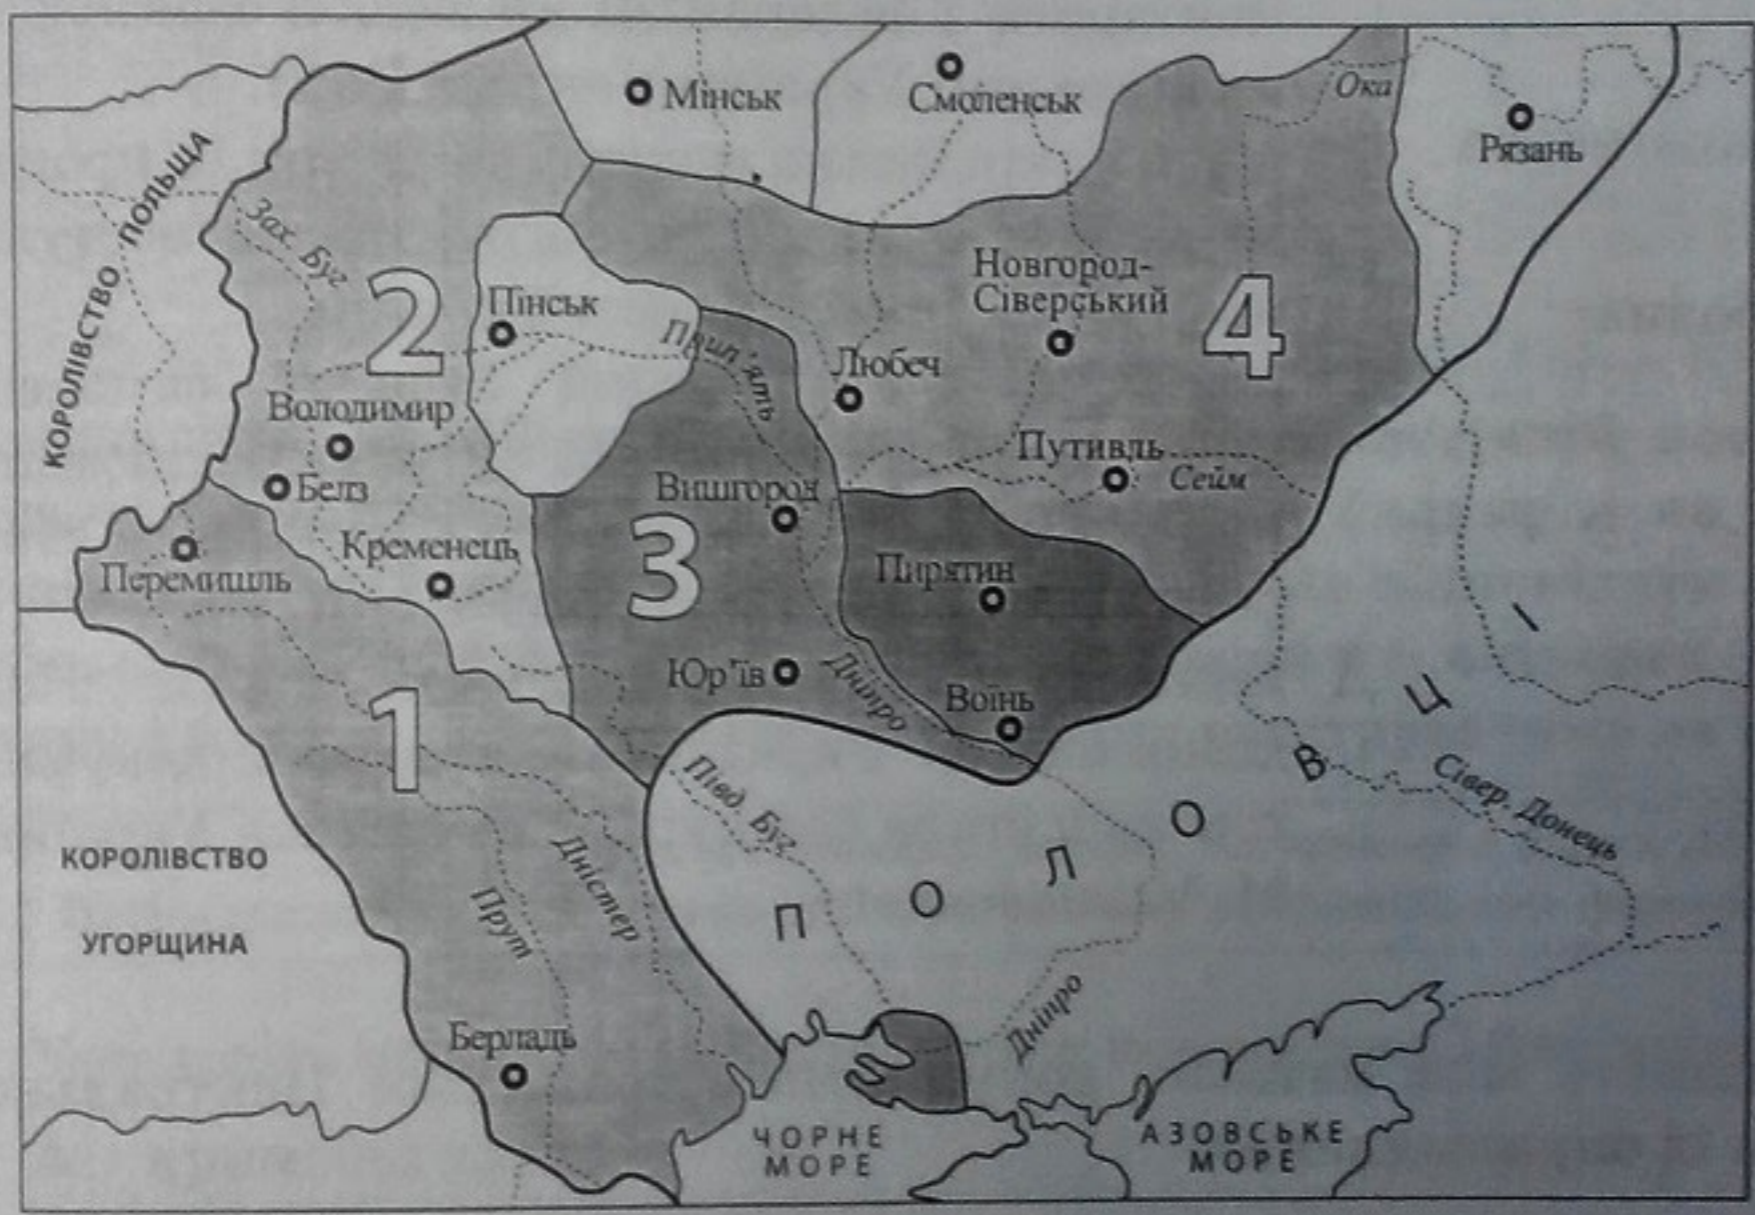 Мінськ
Смоленськ
Ока
Рязань
КОРОЛІВСТВО ПОЛЬЩА
Зах. Буг
2
Пінськ
Прип'ять
Новгород-
Сіверський
4
Любеч
Володимир
Белз
Путивль
Сейм
Вишгород
3
Кременець
Перемишль
Пирятин
Юр'їв
Дніпро
Воїнь
1
ПОЛОВЦІ
Півд. Буг
Сівер. Донець
КОРОЛІВСТВО
УГОРЩИНА
Дністер
Прут
Дніпро
Берладь
ЧОРНЕ
МОРЕ
АЗОВСЬКЕ
МОРЕ